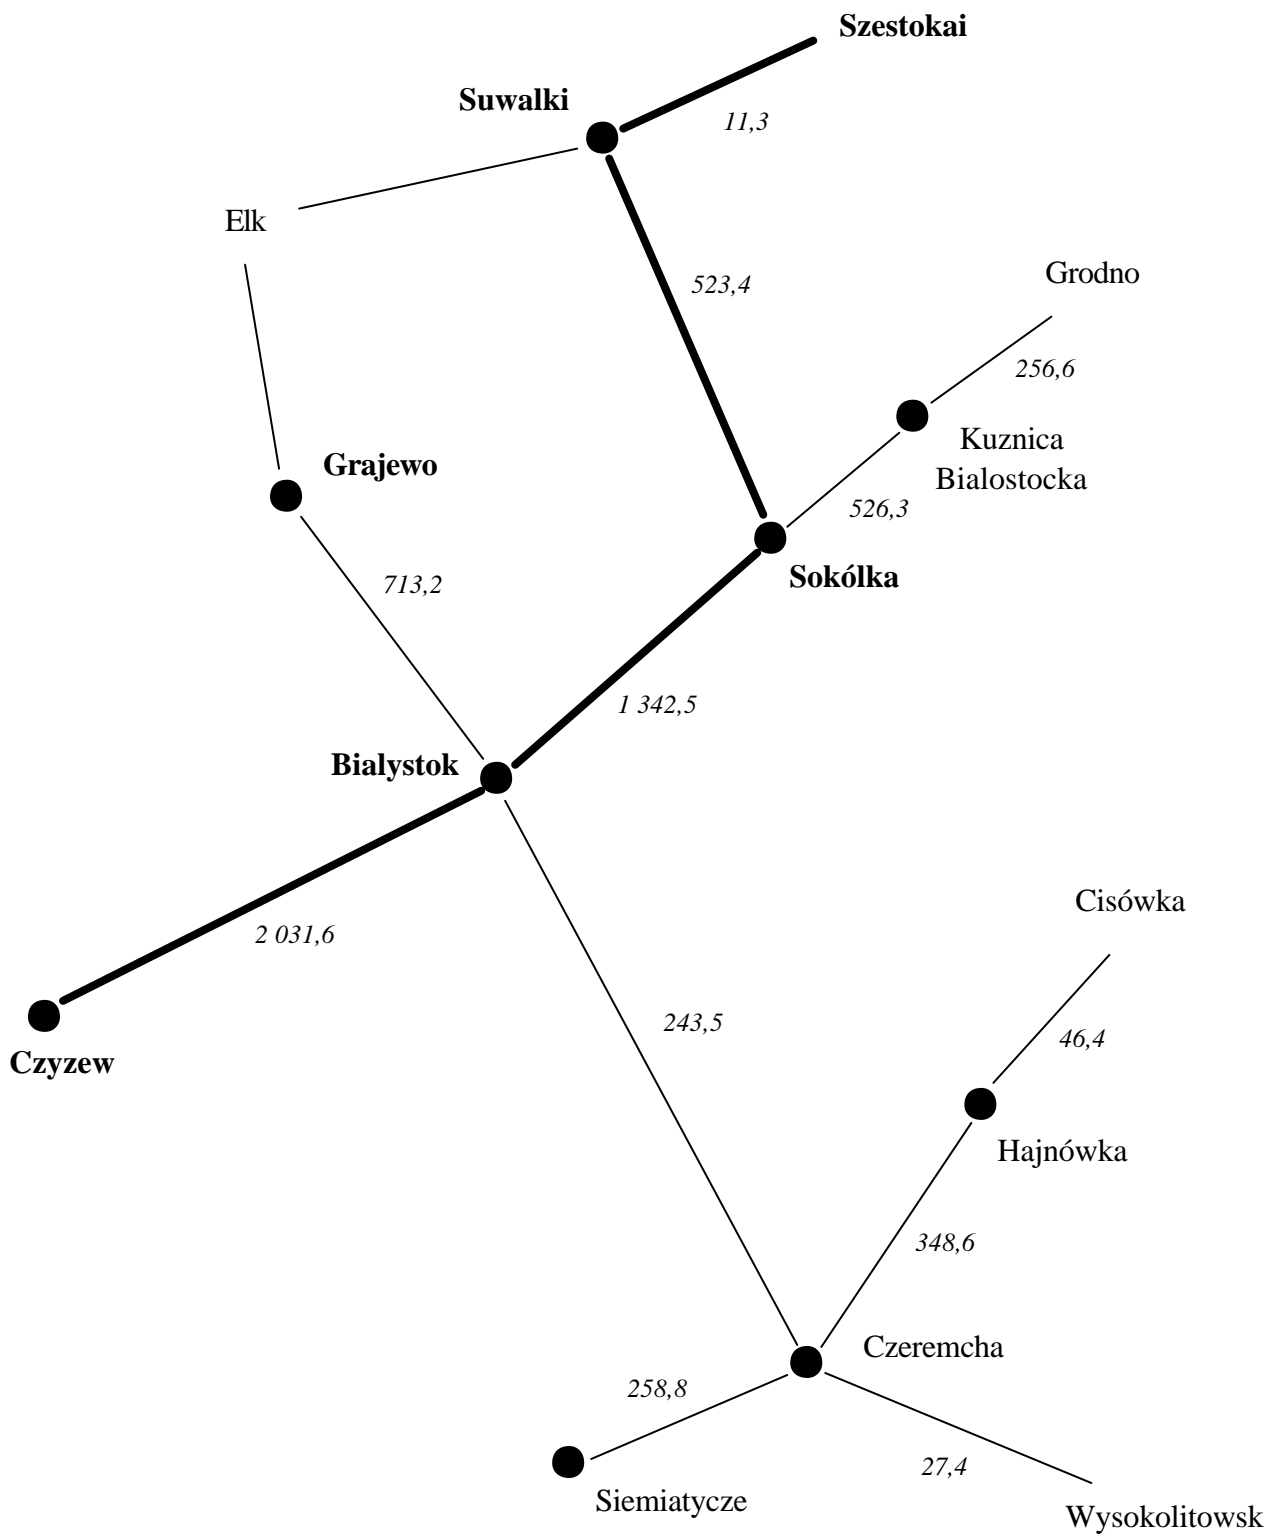 Szestokai
Suwalki
11,3
Elk
Grodno
523,4
256,6
Kuznica
Bialostocka
Grajewo
526,3
Sokólka
713,2
1 342,5
Bialystok
Cisówka
2 031,6
243,5
46,4
Czyzew
Hajnówka
348,6
Czeremcha
258,8
27,4
Siemiatycze
Wysokolitowsk